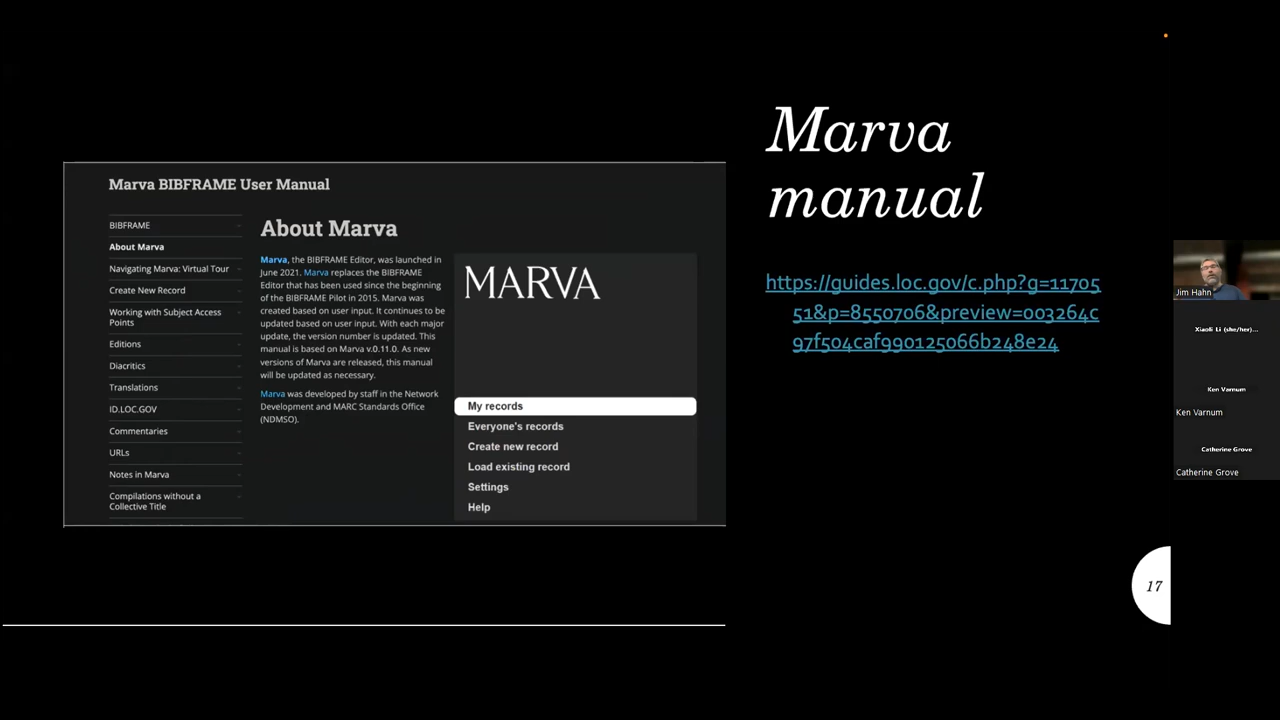 Marva
manual
https://guides.loc.gov/c.php?g=11705
51&p=8550706&preview=003264c
97f504caf990125066b248e24
Marva BIBFRAME User Manual
BIBFRAME
About Marva
Navigating Marva: Virtual Tour
Create New Record
Working with Subject Access
Points
Editions
Diacritics
Translations
ID.LOC.GOV
Commentaries
URLs
Notes in Marva
Compilations without a
Collective Title
About Marva
Marva, the BIBFRAME Editor, was launched in
June 2021. Marva replaces the BIBFRAME
Editor that has been used since the beginning
of the BIBFRAME Pilot in 2015. Marva was
created based on user input. It continues to be
updated based on user input. With each major
update, the version number is updated. This
manual is based on Marva v.0.11.0. As new
versions of Marva are released, this manual
will be updated as necessary.
Marva was developed by staff in the Network
Development and MARC Standards Office
(NDMSO).
MARVA
My records
Everyone's records
Create new record
Load existing record
Settings
Help
17
Jim Hahn
Xiaoli Li (she/her)...
Ken Varnum
Ken Varnum
Catherine Grove
Catherine Grove